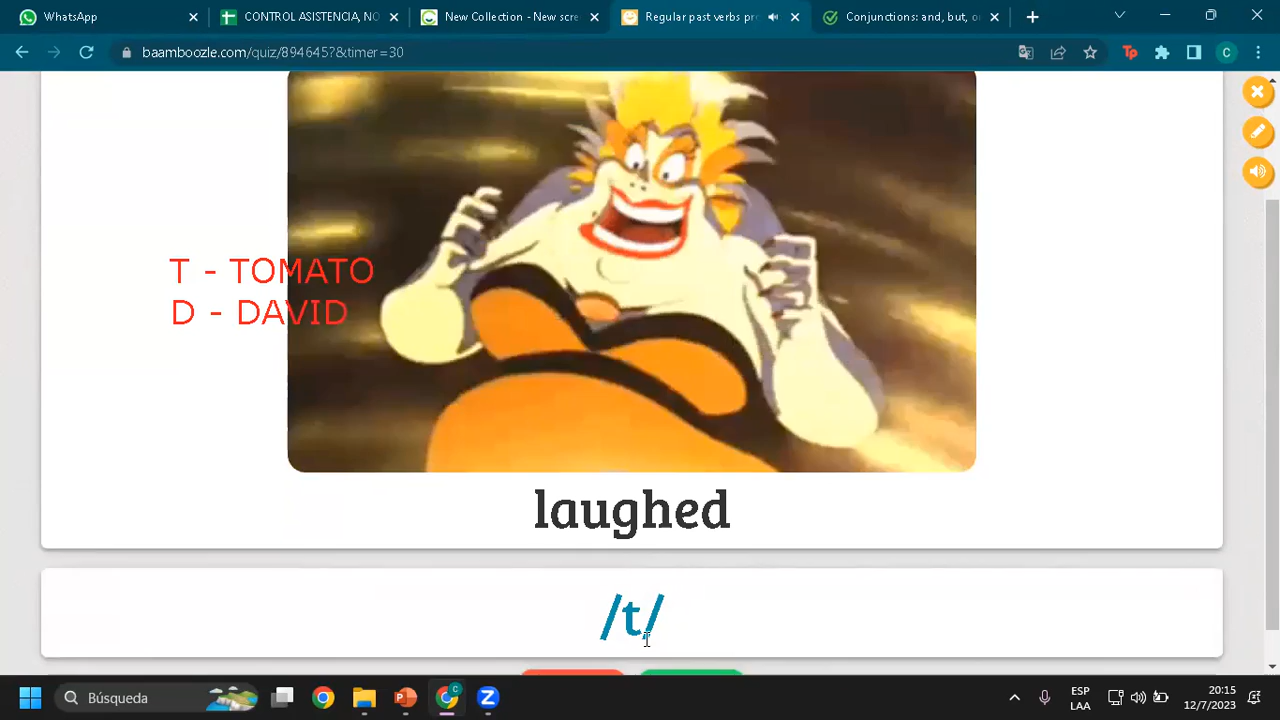 WhatsApp
CONTROL ASISTENCIA, NO
New Collection - New scre
Regular past verbs pr
Conjunctions: and, but, o
baamboozle.com/quiz/894645?&timer=30
C
T - TOMATO
D - DAVID
laughed
/t/
Búsqueda
ESP
LAA
20:15
12/7/2023